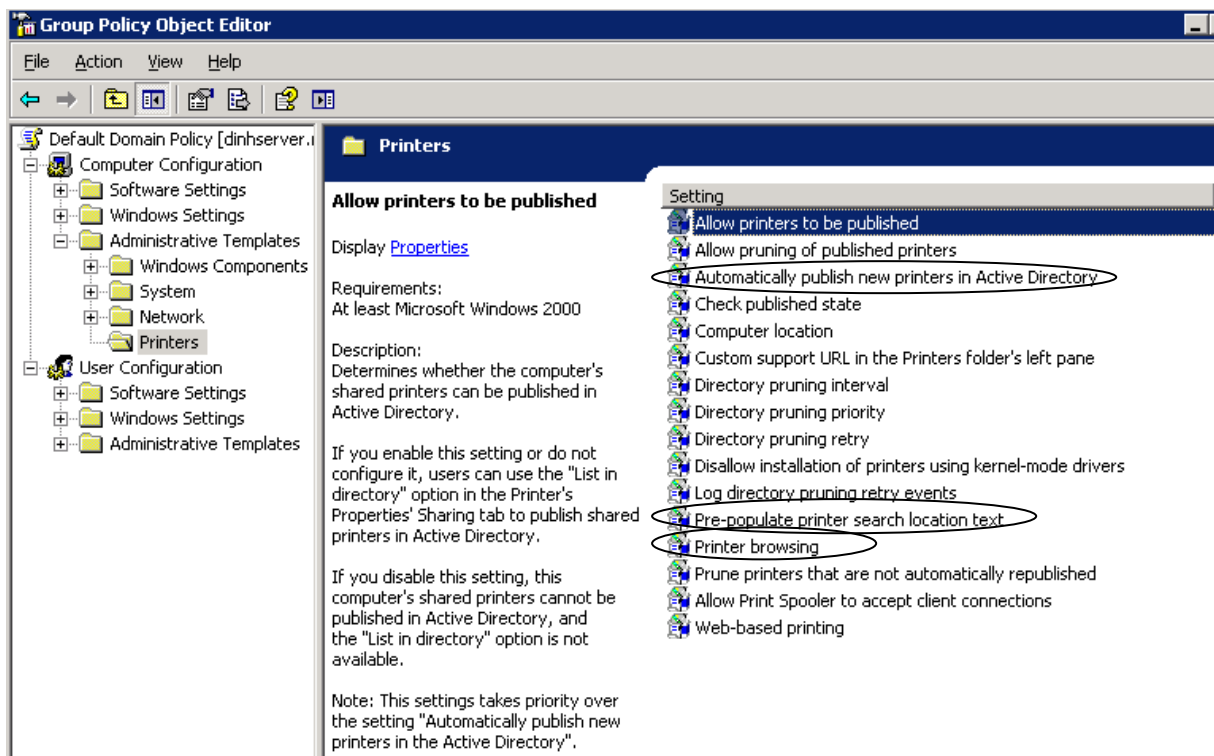 Group Policy Object Editor
File Action View Help
Default Domain Policy [dinhserver.
Computer Configuration
Software Settings
Windows Settings
Administrative Templates
Windows Components
System
Network
Printers
User Configuration
Software Settings
Windows Settings
Administrative Templates
Printers
Allow printers to be published
Display Properties
Requirements:
At least Microsoft Windows 2000
Description:
Determines whether the computer's
shared printers can be published in
Active Directory.
If you enable this setting or do not
configure it, users can use the "List in
directory" option in the Printer's
Properties' Sharing tab to publish shared
printers in Active Directory.
If you disable this setting, this
computer's shared printers cannot be
published in Active Directory, and
the "List in directory" option is not
available.
Note: This settings takes priority over
the setting "Automatically publish new
printers in the Active Directory".
Setting
Allow printers to be published
Allow pruning of published printers
Automatically publish new printers in Active Directory
Check published state
Computer location
Custom support URL in the Printers folder's left pane
Directory pruning interval
Directory pruning priority
Directory pruning retry
Disallow installation of printers using kernel-mode drivers
Log directory pruning retry events
Pre-populate printer search location text
Printer browsing
Prune printers that are not automatically republished
Allow Print Spooler to accept client connections
Web-based printing